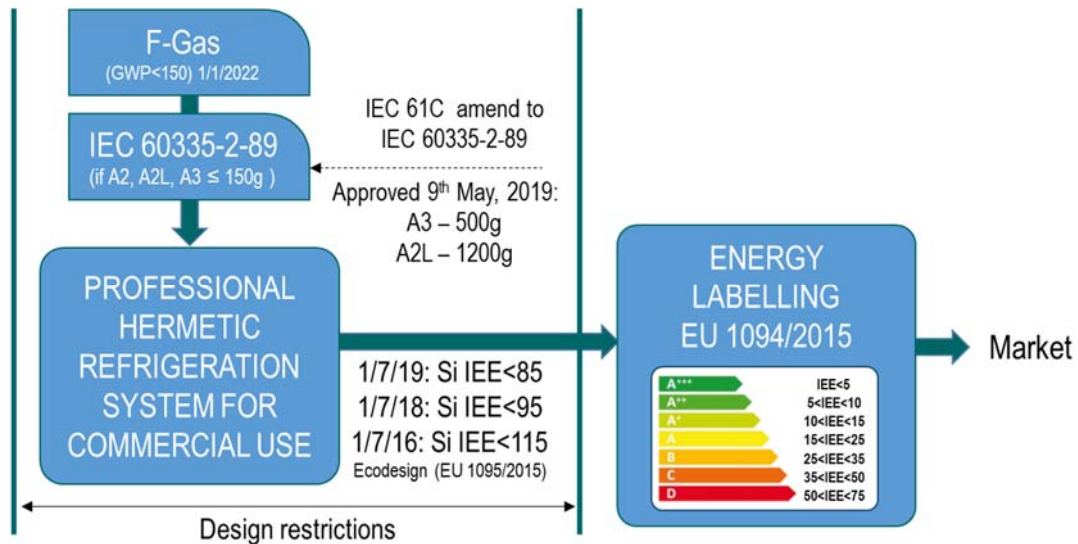 F-Gas
(GWP<150) 1/1/2022
IEC 60335-2-89
(if A2, A2L, A3 ≤ 150g )
IEC 61C  amend to
IEC 60335-2-89
Approved 9th May, 2019:
A3 – 500g
A2L – 1200g
PROFESSIONAL
HERMETIC
REFRIGERATION
SYSTEM FOR
COMMERCIAL USE
1/7/19: Si IEE<85
1/7/18: Si IEE<95
1/7/16: Si IEE<115
Ecodesign (EU 1095/2015)
Design restrictions
ENERGY
LABELLING
EU 1094/2015
A+++ IEE<5
A++ 5<IEE<10
A+ 10<IEE<15
A 15<IEE<25
B 25<IEE<35
C 35<IEE<50
D 50<IEE<75
Market